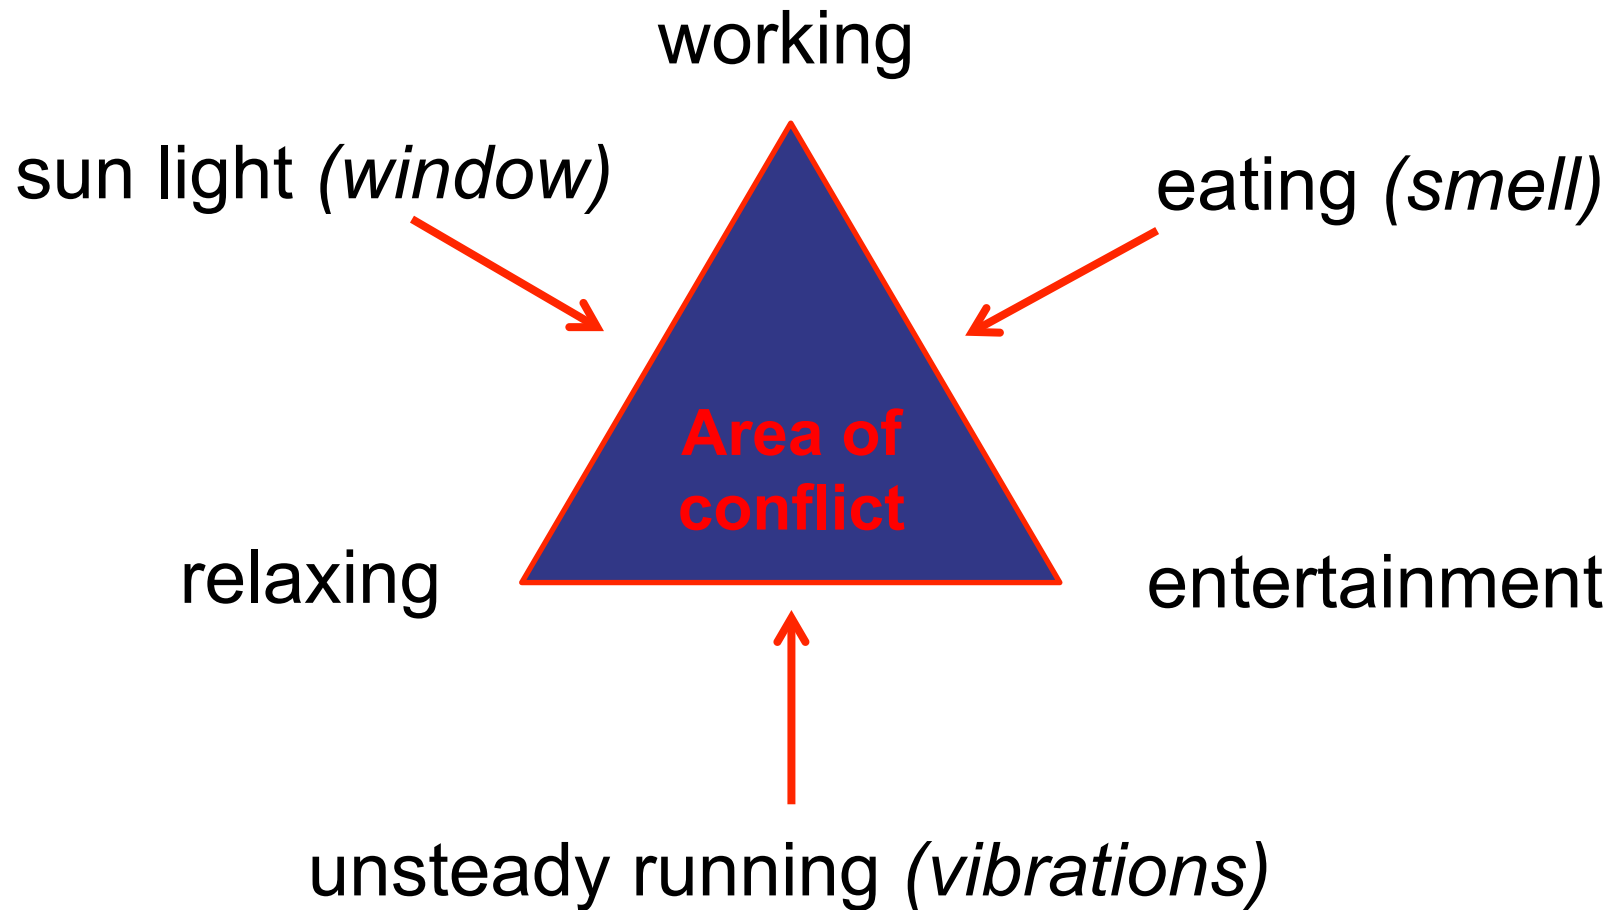 working
sun light (window)
eating (smell)
Area of
conflict
relaxing
entertainment
unsteady running (vibrations)